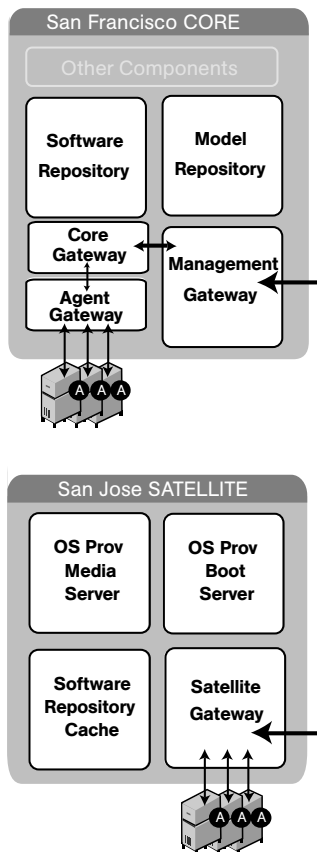 San Francisco CORE
Other Components
Software
Repository
Model
Repository
Core
Gateway
Agent
Gateway
Management
Gateway
A A A
San Jose SATELLITE
OS Prov
Media
Server
OS Prov
Boot
Server
Software
Repository
Cache
Satellite
Gateway
A A A